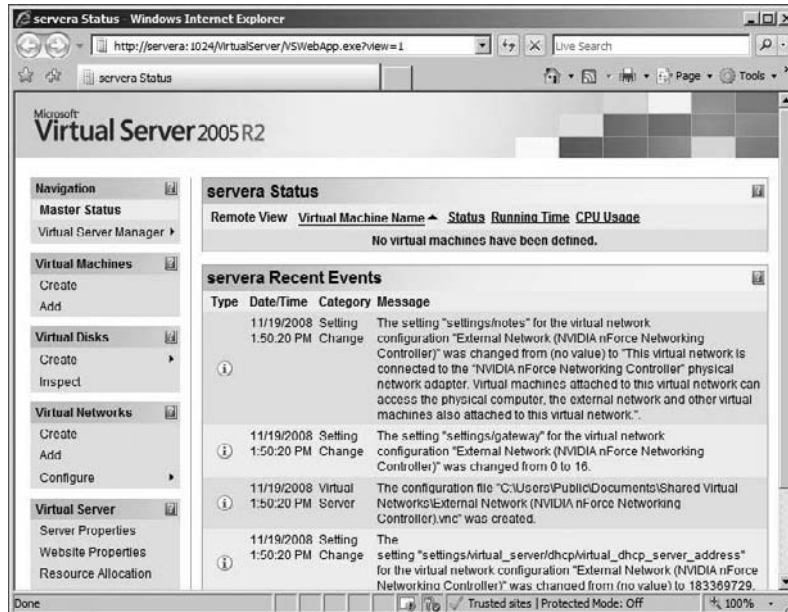 servera Status - Windows Internet Explorer
http://servera:1024/VirtualServer/VSWebApp.exe?view=1
Live Search
servera Status
Page
Tools
Microsoft
Virtual Server 2005 R2
Navigation
Master Status
Virtual Server Manager
Virtual Machines
Create
Add
Virtual Disks
Create
Inspect
Virtual Networks
Create
Add
Configure
Virtual Server
Server Properties
Website Properties
Resource Allocation
servera Status
Remote View Virtual Machine Name Status Running Time CPU Usage
No virtual machines have been defined.
servera Recent Events
Type Date/Time Category Message
11/19/2008 Setting The setting "settings/notes" for the virtual network
1:50:20 PM Change configuration "External Network (NVIDIA nForce Networking
Controller)" was changed from (no value) to "This virtual network is
connected to the "NVIDIA nForce Networking Controller" physical
network adapter. Virtual machines attached to this virtual network can
access the physical computer, the external network and other virtual
machines also attached to this virtual network.".
11/19/2008 Setting The setting "settings/gateway" for the virtual network
1:50:20 PM Change configuration "External Network (NVIDIA nForce Networking
Controller)" was changed from 0 to 16.
11/19/2008 Virtual The configuration file "C:\Users\Public\Documents\Shared Virtual
1:50:20 PM Server Networks\External Network (NVIDIA nForce Networking
Controller).vnc" was created.
11/19/2008 Setting The
1:50:20 PM Change setting "settings/virtual_server/dhcp/virtual_dhcp_server_address"
for the virtual network configuration "External Network (NVIDIA nForce
Networking Controller)" was changed from (no value) to 183369729.
Done
Trusted sites | Protected Mode: Off
100%